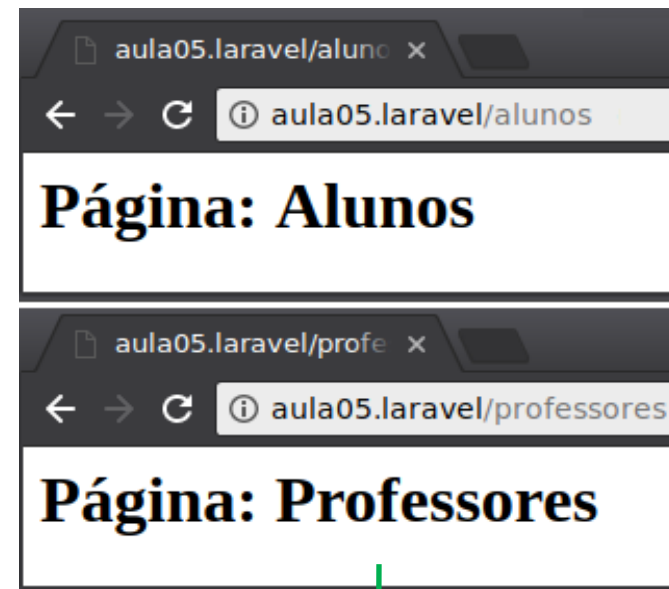 aula05.laravel/aluno
aula05.laravel/alunos
Página: Alunos
aula05.laravel/profe
aula05.laravel/professores
Página: Professores